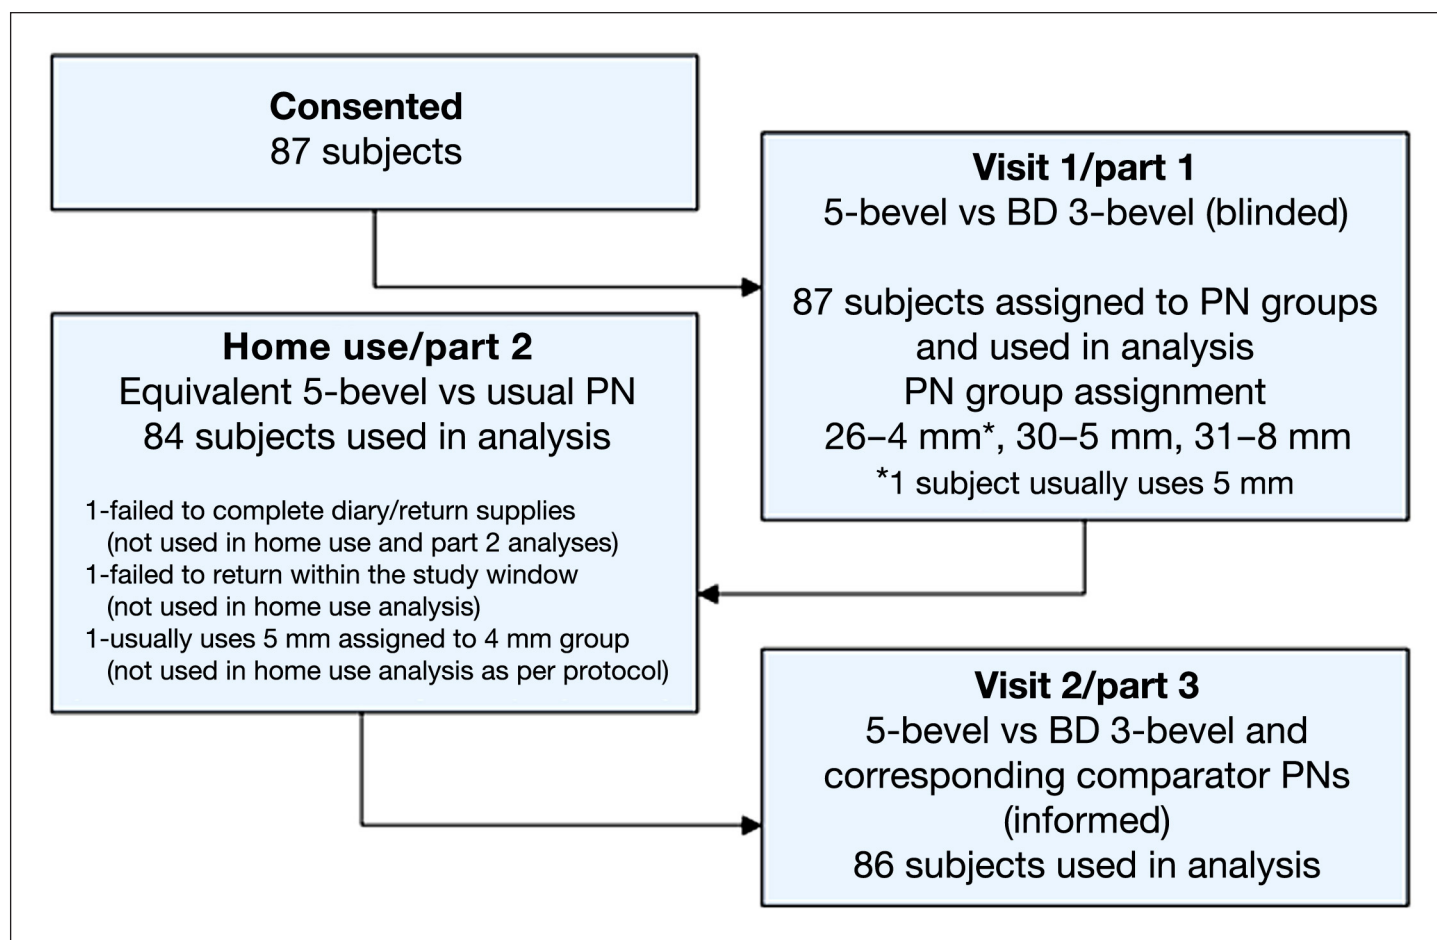 Consented
87 subjects
Visit 1/part 1
5-bevel vs BD 3-bevel (blinded)
87 subjects assigned to PN groups
and used in analysis
PN group assignment
26–4 mm*, 30–5 mm, 31–8 mm
*1 subject usually uses 5 mm
Home use/part 2
Equivalent 5-bevel vs usual PN
84 subjects used in analysis
1-failed to complete diary/return supplies
(not used in home use and part 2 analyses)
1-failed to return within the study window
(not used in home use analysis)
1-usually uses 5 mm assigned to 4 mm group
(not used in home use analysis as per protocol)
Visit 2/part 3
5-bevel vs BD 3-bevel and
corresponding comparator PNs
(informed)
86 subjects used in analysis